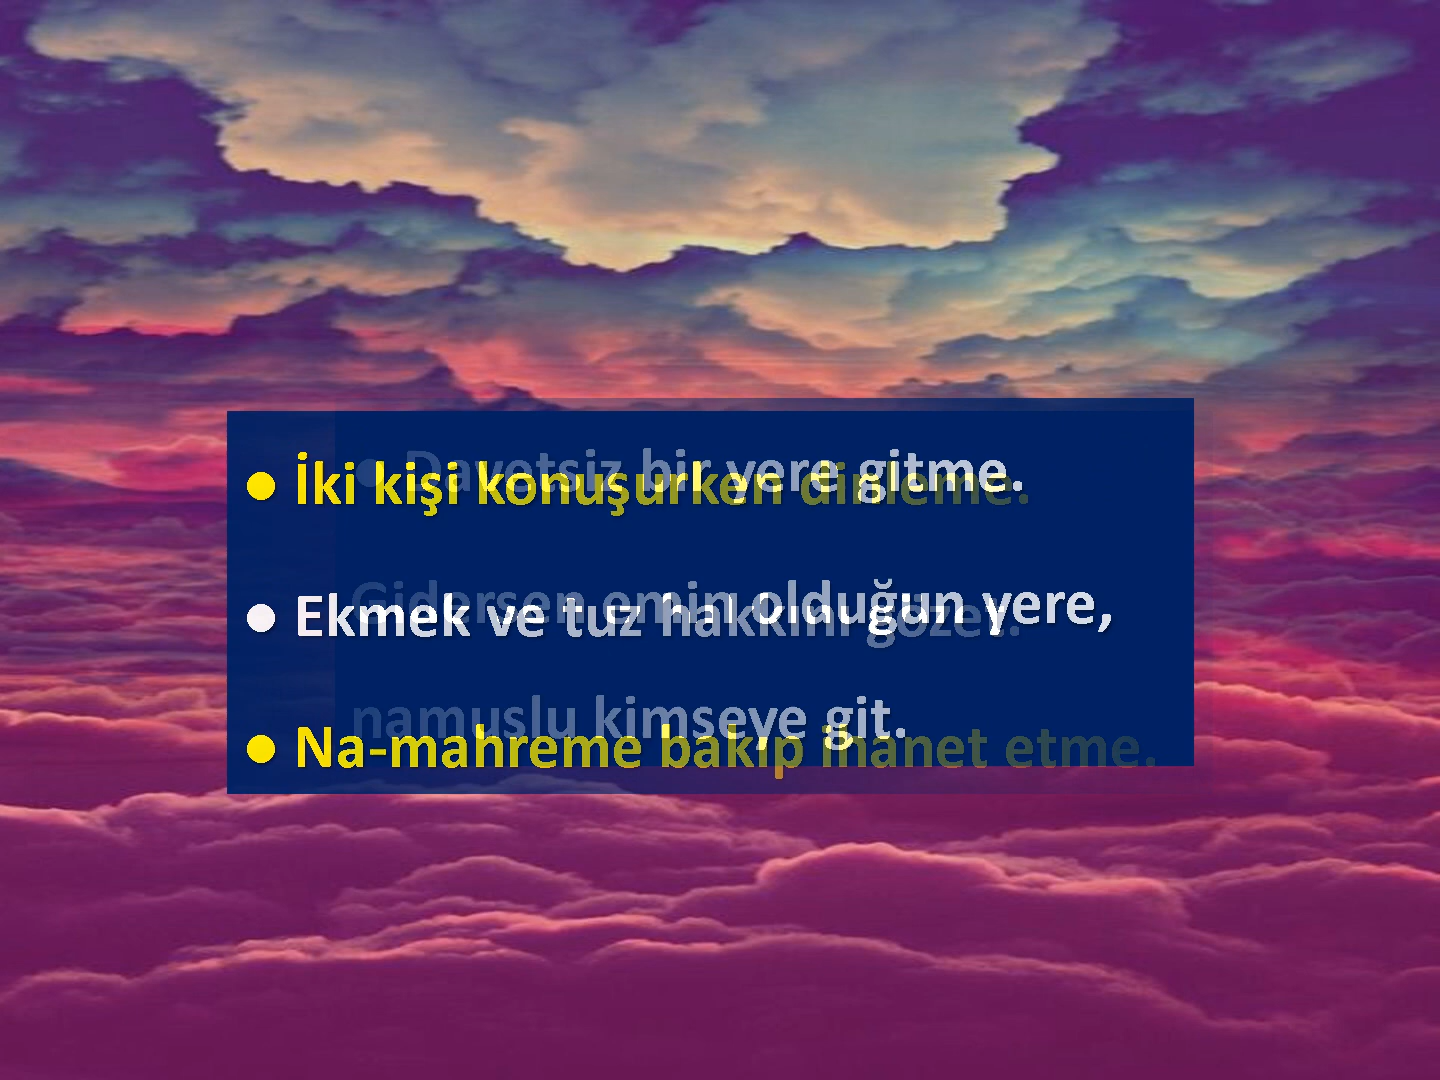 ● İki kişi konuşurken dinleme.
● Ekmek ve tuz hakkını gözet.
● Na-mahreme bakıp ihanet etme.
● Davetsiz bir yere gitme.
Gidersen emin olduğun yere,
namuslu kimseye git.